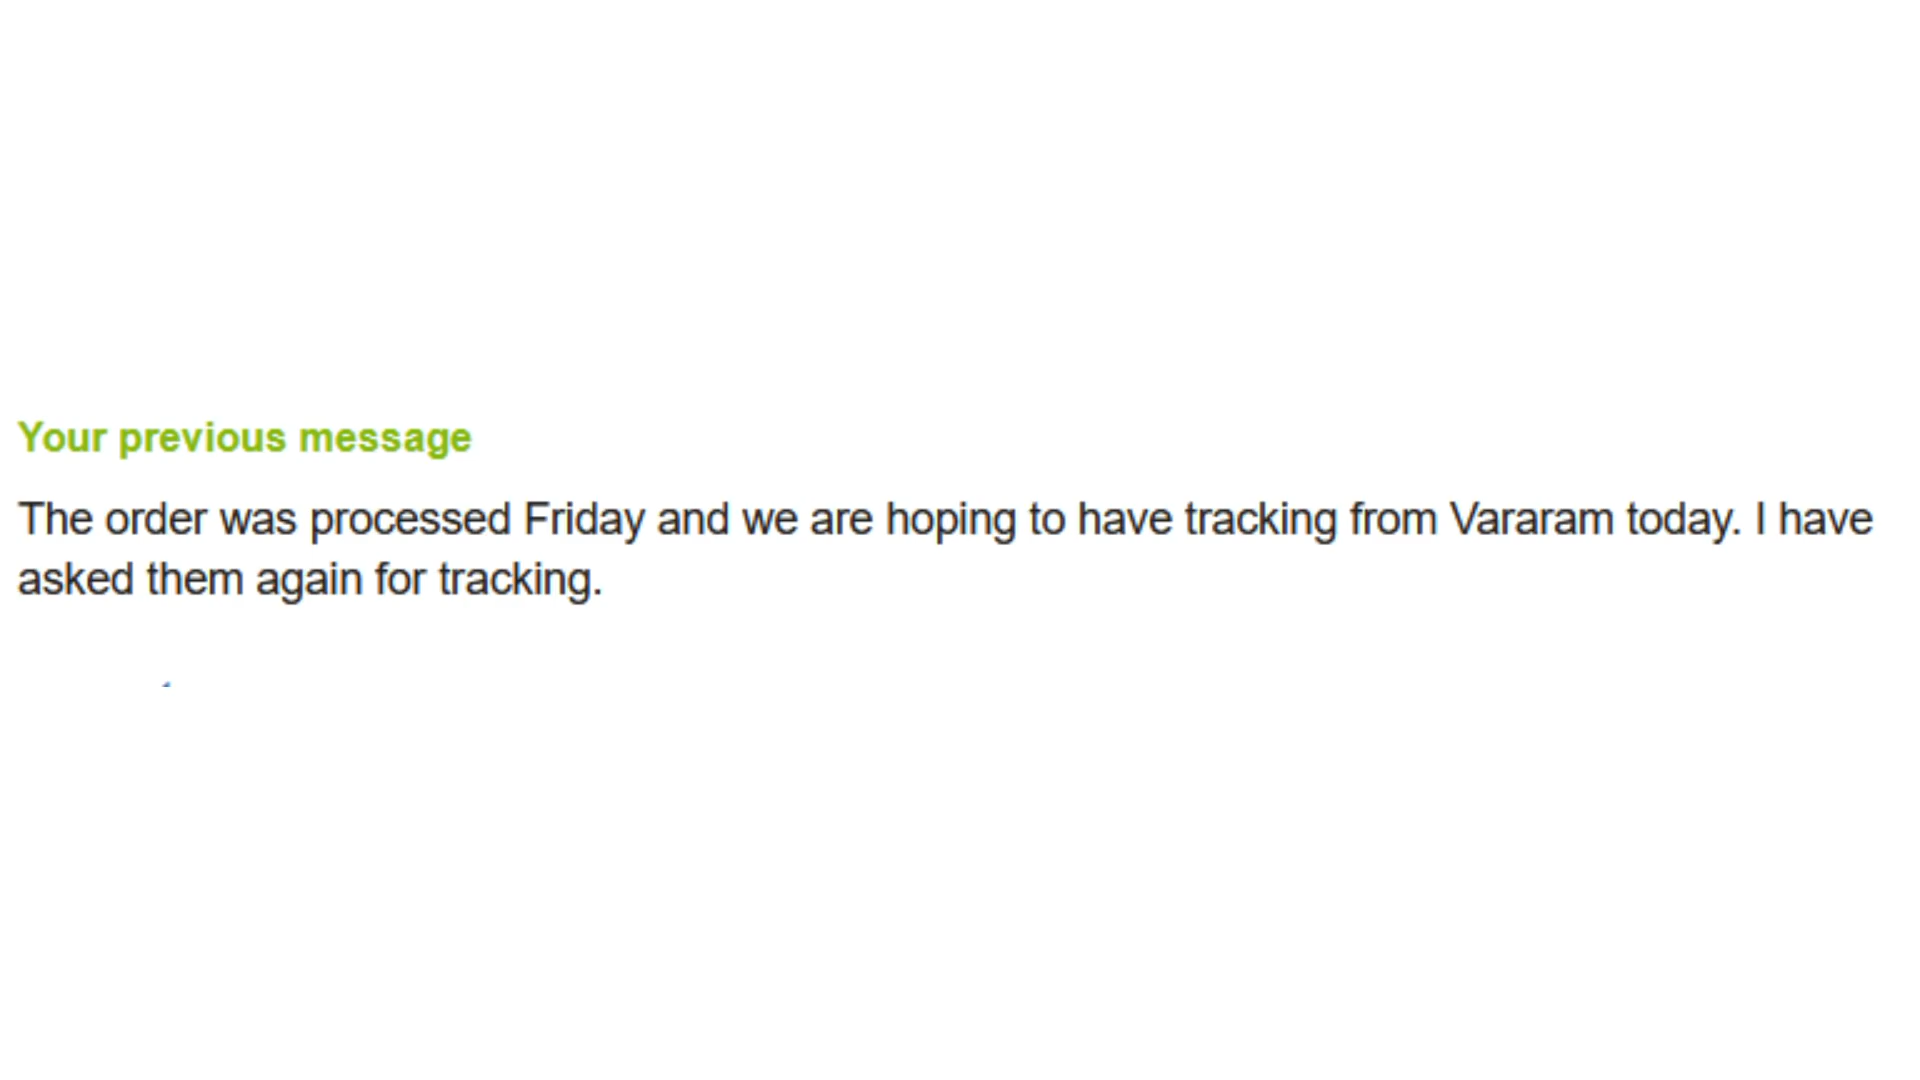 Your previous message
The order was processed Friday and we are hoping to have tracking from Vararam today. I have
asked them again for tracking.